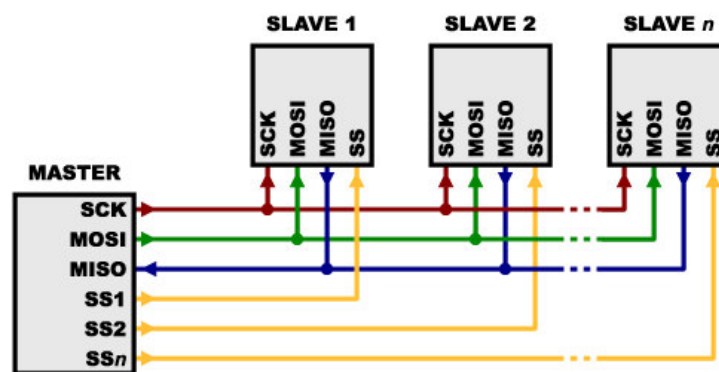 SLAVE 1
SLAVE 2
SLAVE n
SCK
MOSI
MISO
SS
SCK
MOSI
MISO
SS
SCK
MOSI
MISO
SS
MASTER
SCK
MOSI
MISO
SS1
SS2
SSn